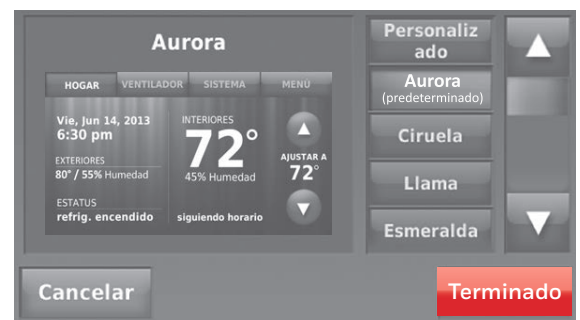 Aurora
HOGAR VENTILADOR SISTEMA MENÚ
Vie, Jun 14, 2013
6:30 pm
EXTERIORES
80° / 55% Humedad
ESTATUS
refrig. encendido
INTERIORES
72°
45% Humedad
siguiendo horario
AJUSTAR A
72°
Personaliz
ado
Aurora
(predeterminado)
Ciruela
Llama
Esmeralda
Cancelar
Terminado